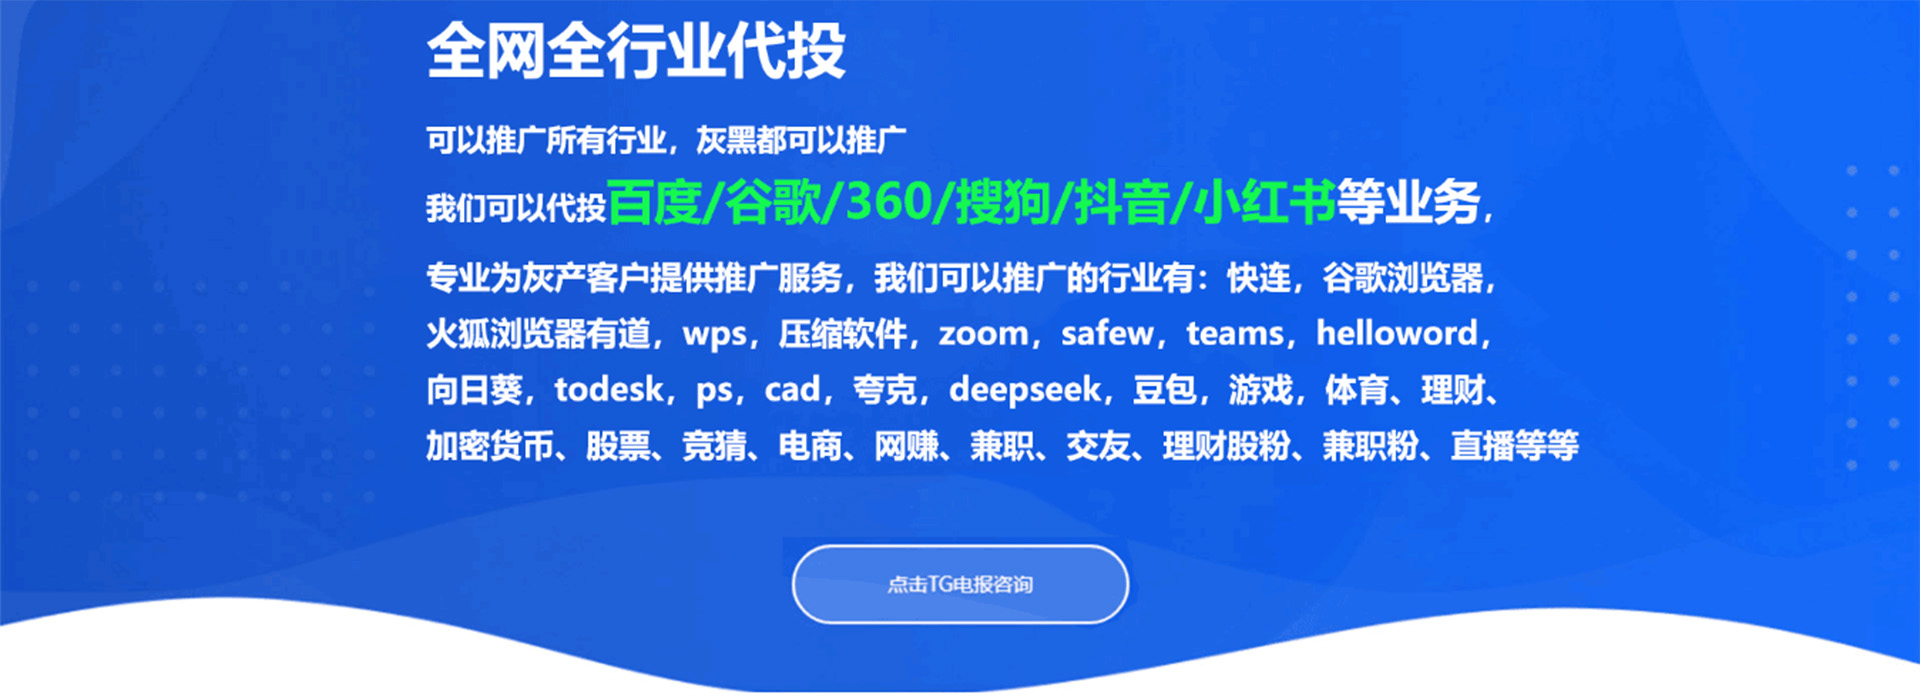 全网全行业代投
可以推广所有行业，灰黑都可以推广
我们可以代投百度/谷歌/360/搜狗/抖音/小红书等业务，
专业为灰产客户提供推广服务，我们可以推广的行业有：快连，谷歌浏览器，
火狐浏览器有道，wps，压缩软件，zoom，safew，teams，helloword，
向日葵，todesk，ps，cad，夸克，deepseek，豆包，游戏，体育、理财、
加密货币、股票、竞猜、电商、网赚、兼职、交友、理财股粉、兼职粉、直播等等
点击TG电报咨询